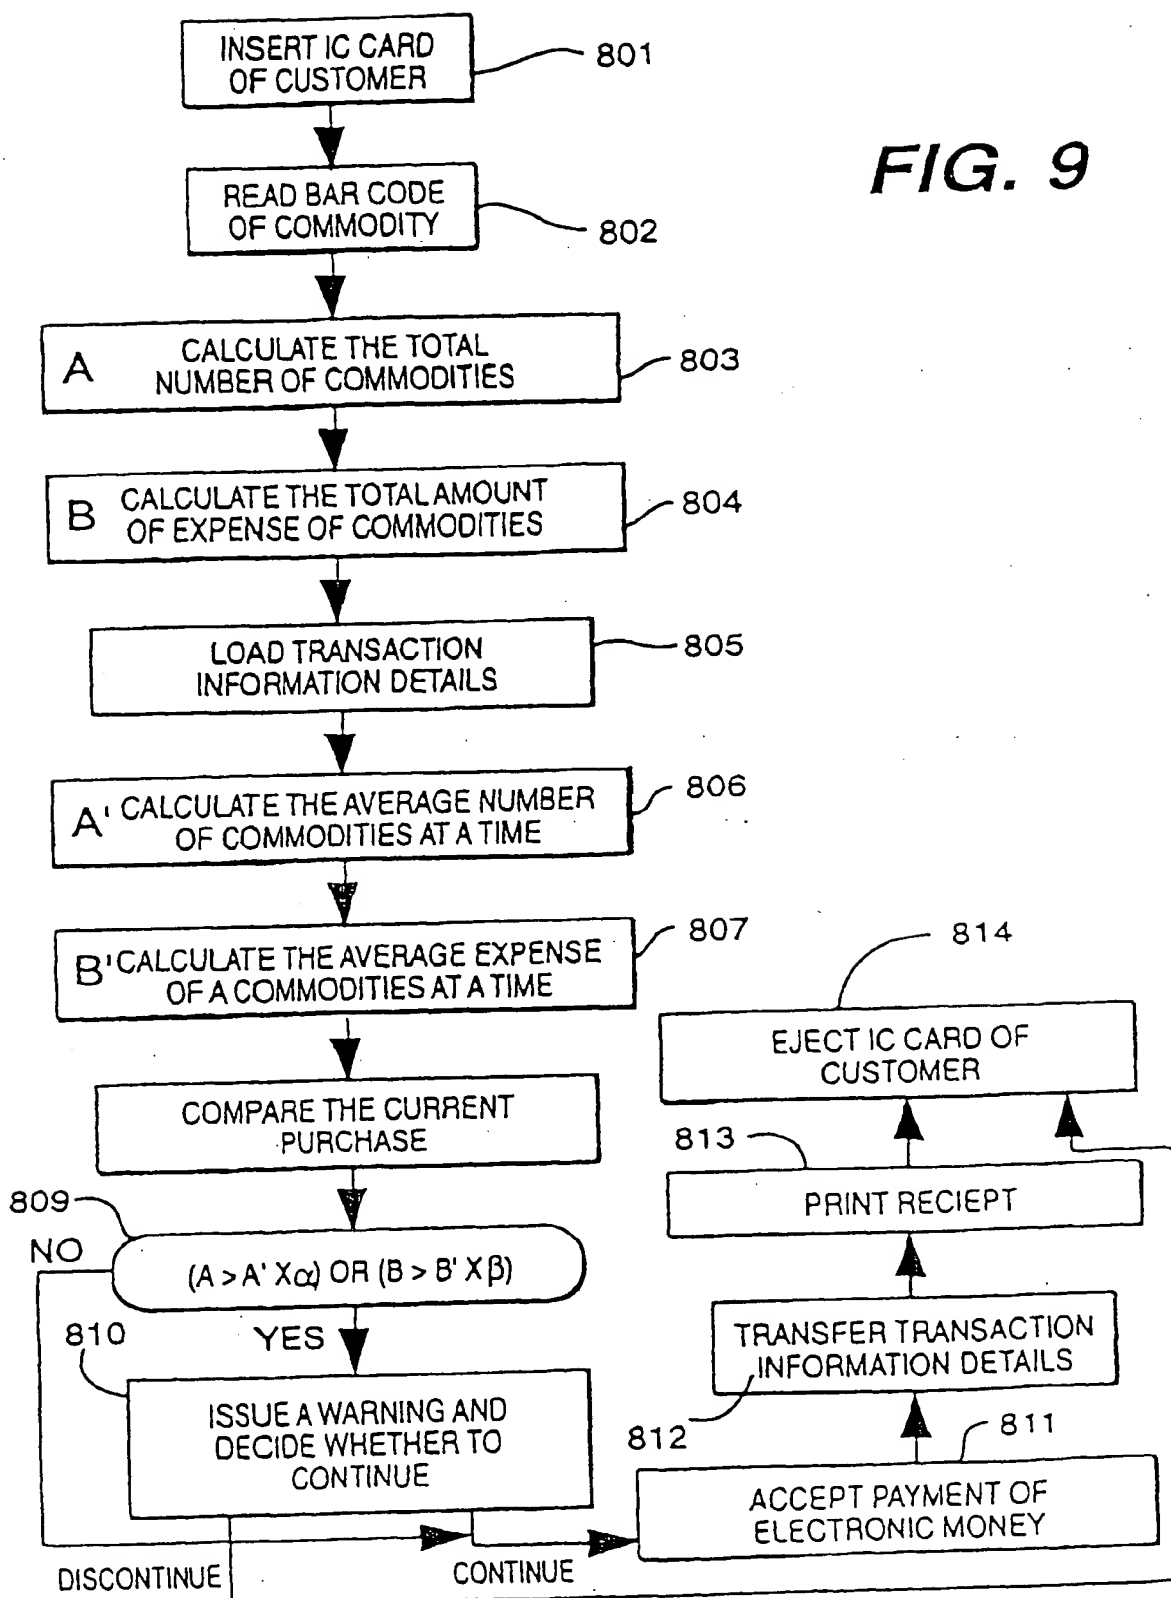 INSERT IC CARD
OF CUSTOMER
801
FIG. 9
READ BAR CODE
OF COMMODITY
802
A
CALCULATE THE TOTAL
NUMBER OF COMMODITIES
803
B
CALCULATE THE TOTAL AMOUNT
OF EXPENSE OF COMMODITIES
804
LOAD TRANSACTION
INFORMATION DETAILS
805
A'
CALCULATE THE AVERAGE NUMBER
OF COMMODITIES AT A TIME
806
B'
CALCULATE THE AVERAGE EXPENSE
OF A COMMODITIES AT A TIME
807
COMPARE THE CURRENT
PURCHASE
809
NO
(A > A' X α) OR (B > B' X β)
YES
810
ISSUE A WARNING AND
DECIDE WHETHER TO
CONTINUE
DISCONTINUE
CONTINUE
814
EJECT IC CARD OF
CUSTOMER
813
PRINT RECIEPT
TRANSFER TRANSACTION
INFORMATION DETAILS
812
811
ACCEPT PAYMENT OF
ELECTRONIC MONEY